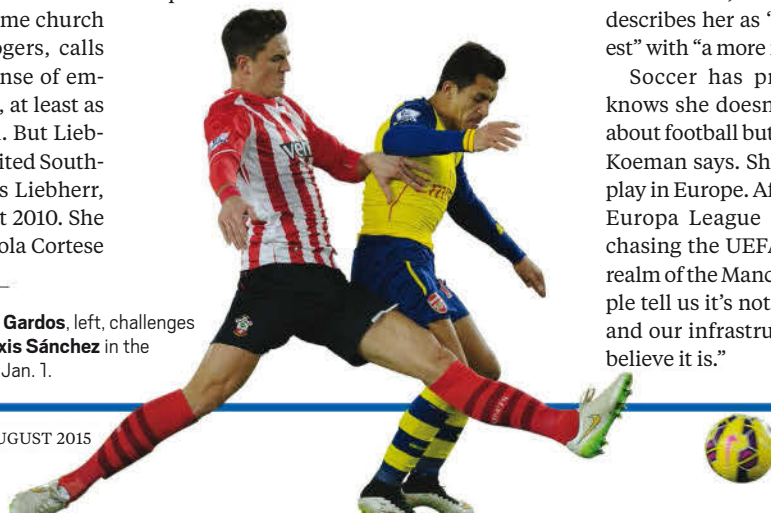 me church
ogers, calls
nse of em-
, at least as
. But Lieb-
ited South-
s Liebherr,
t 2010. She
ola Cortese
Gardos, left, challenges
xis Sánchez in the
Jan. 1.
UGUST 2015
describes her as “
est” with “a more
Soccer has pr
knows she doesn
about football but
Koeman says. Sh
play in Europe. Af
Europa League
chasing the UEFA
realm of the Manc
ple tell us it’s not
and our infrastru
believe it is.”